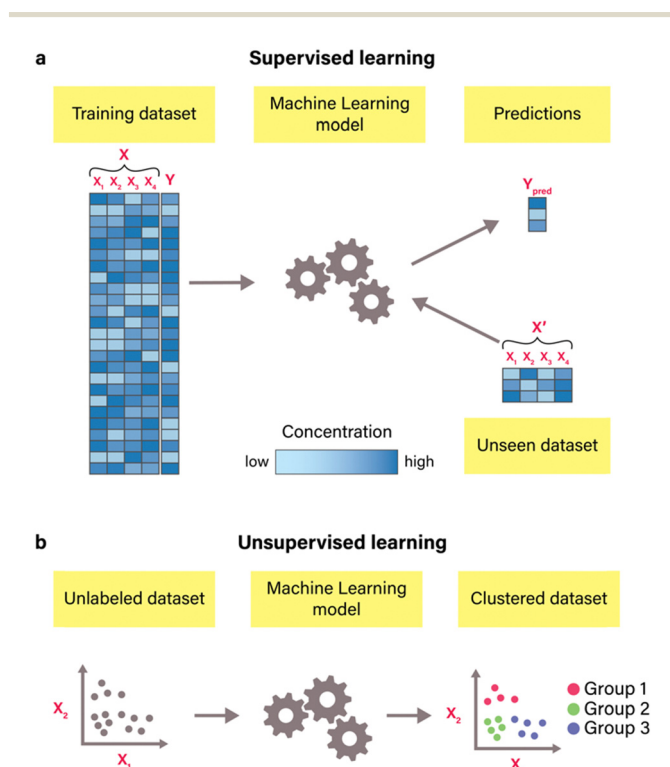 a
Supervised learning
Training dataset
Machine Learning
model
Predictions
X
X₁ X₂ X₃ X₄ Y
Y pred
X'
X₁ X₂ X₃ X₄
Concentration
low
high
Unseen dataset
b
Unsupervised learning
Unlabeled dataset
Machine Learning
model
Clustered dataset
X₂
X₁
X₂
X
Group 1
Group 2
Group 3